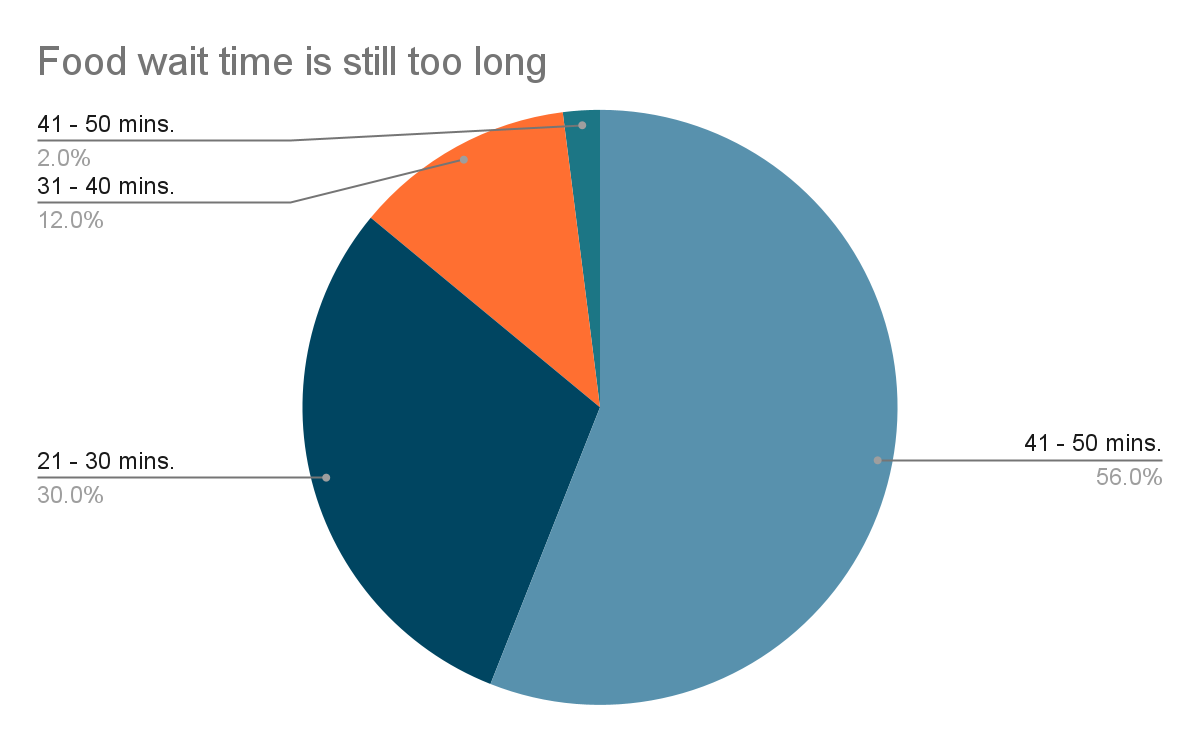 Food wait time is still too long
41 - 50 mins.
2.0%
31 - 40 mins.
12.0%
21 - 30 mins.
30.0%
41 - 50 mins.
56.0%